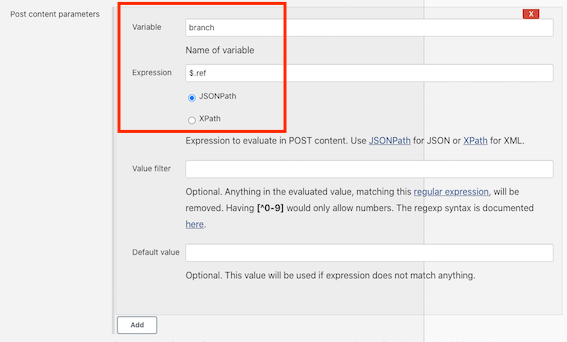 Post content parameters
X
Variable
branch
Name of variable
Expression
$.ref
JSONPath
XPath
Expression to evaluate in POST content. Use JSONPath for JSON or XPath for XML.
Value filter
Optional. Anything in the evaluated value, matching this regular expression, will be
removed. Having [^0-9] would only allow numbers. The regexp syntax is documented
here.
Default value
Optional. This value will be used if expression does not match anything.
Add